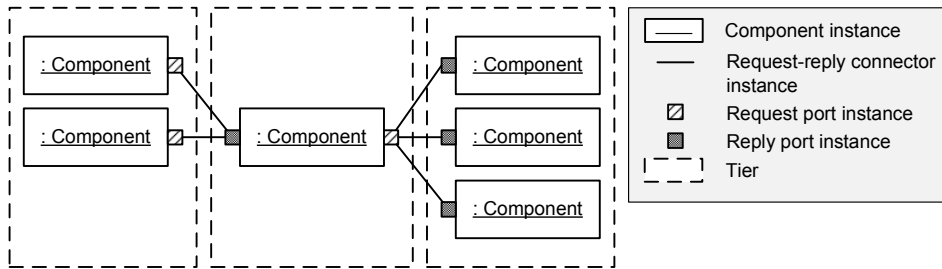 : Component
: Component
: Component
: Component
: Component
: Component
Component instance
Request-reply connector
instance
Request port instance
Reply port instance
Tier